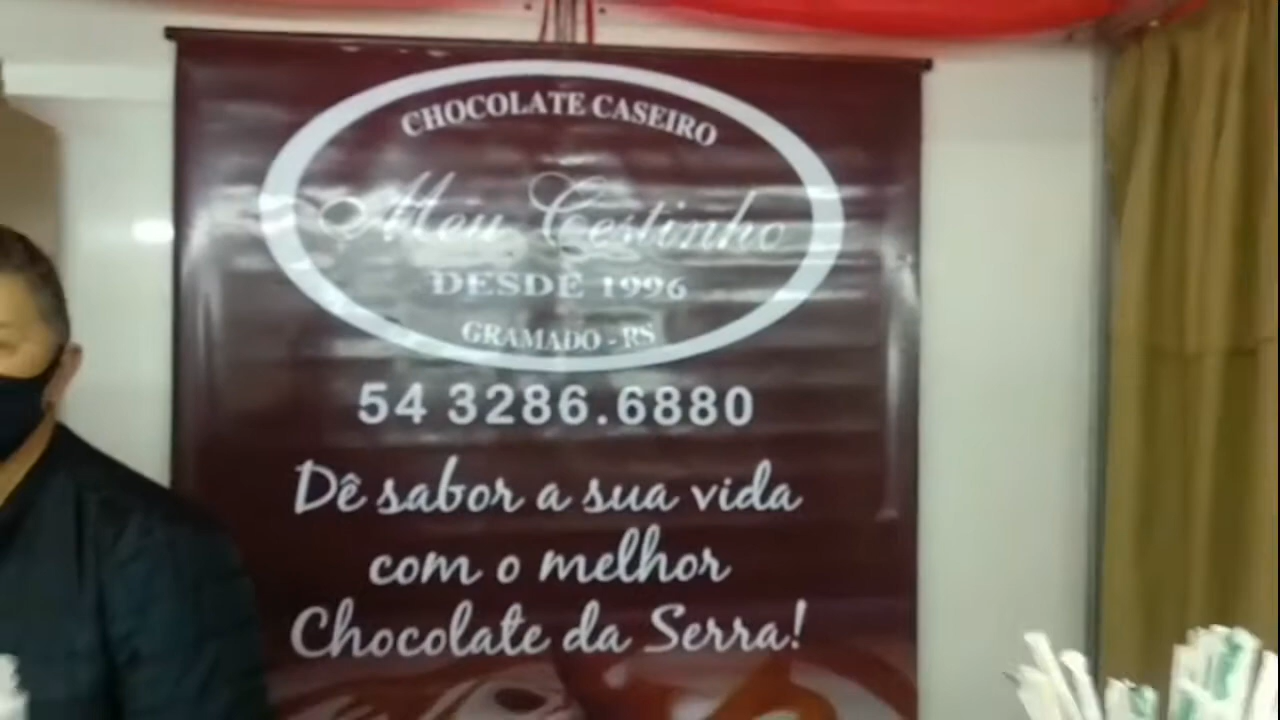 CHOCOLATE CASEIRO
Meu Cestinho
DESDE 1996
GRAMADO - RS
54 3286.6880
Dê sabor a sua vida
com o melhor
Chocolate da Serra!